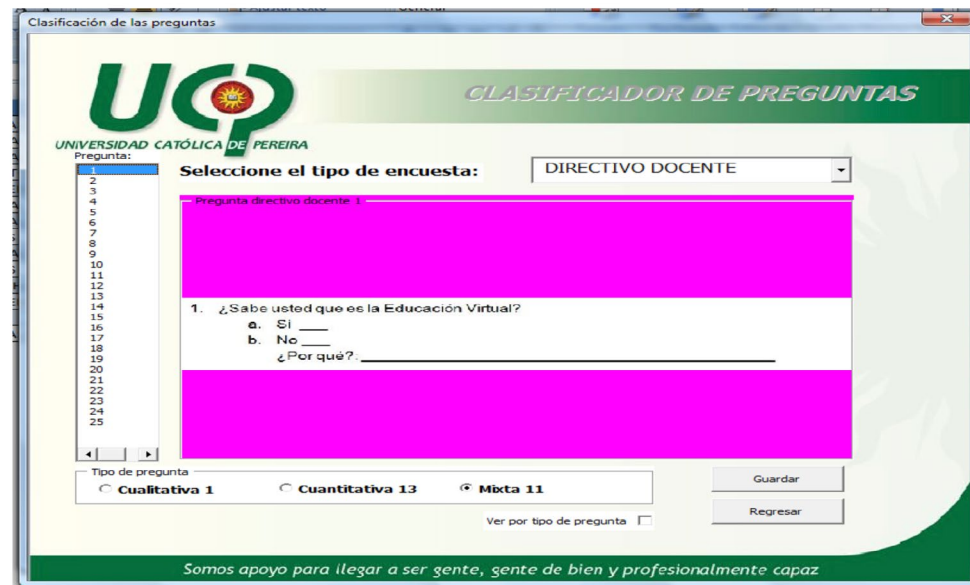 Clasificación de las preguntas
UCP
CLASIFICADOR DE PREGUNTAS
UNIVERSIDAD CATÓLICA DE PEREIRA
Pregunta:
Seleccione el tipo de encuesta:
DIRECTIVO DOCENTE
1
2
3
4
5
6
7
8
9
10
11
12
13
14
15
16
17
18
19
20
21
22
23
24
25
Pregunta directivo docente 1
1. ¿Sabe usted que es la Educación Virtual?
a. Si ___
b. No ___
¿Por qué?: ___
Tipo de pregunta
Cualitativa 1
Cuantitativa 13
Mixta 11
Guardar
Ver por tipo de pregunta
Regresar
Somos apoyo para llegar a ser gente, gente de bien y profesionalmente capaz